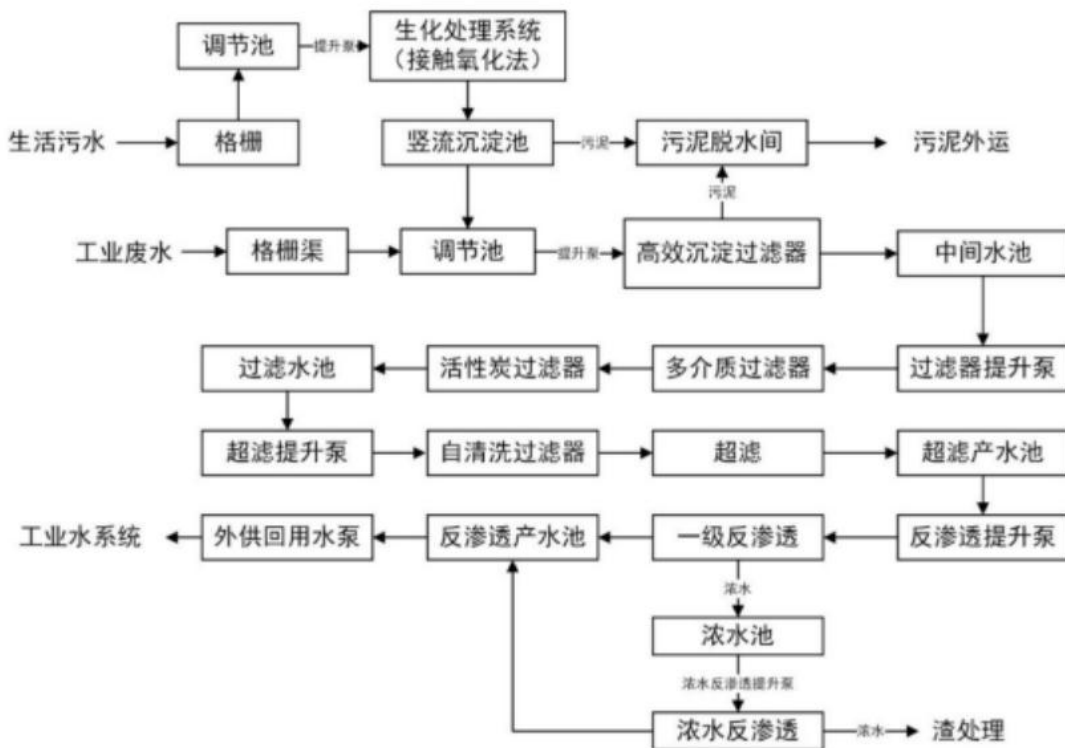 调节池
提升泵
生化处理系统
（接触氧化法）
生活污水
格栅
竖流沉淀池
污泥
污泥脱水间
污泥外运
污泥
工业废水
格栅渠
调节池
提升泵
高效沉淀过滤器
中间水池
过滤水池
活性炭过滤器
多介质过滤器
过滤器提升泵
超滤提升泵
自清洗过滤器
超滤
超滤产水池
工业水系统
外供回用水泵
反渗透产水池
一级反渗透
反渗透提升泵
浓水
浓水池
浓水反渗透提升泵
浓水反渗透
浓水
渣处理